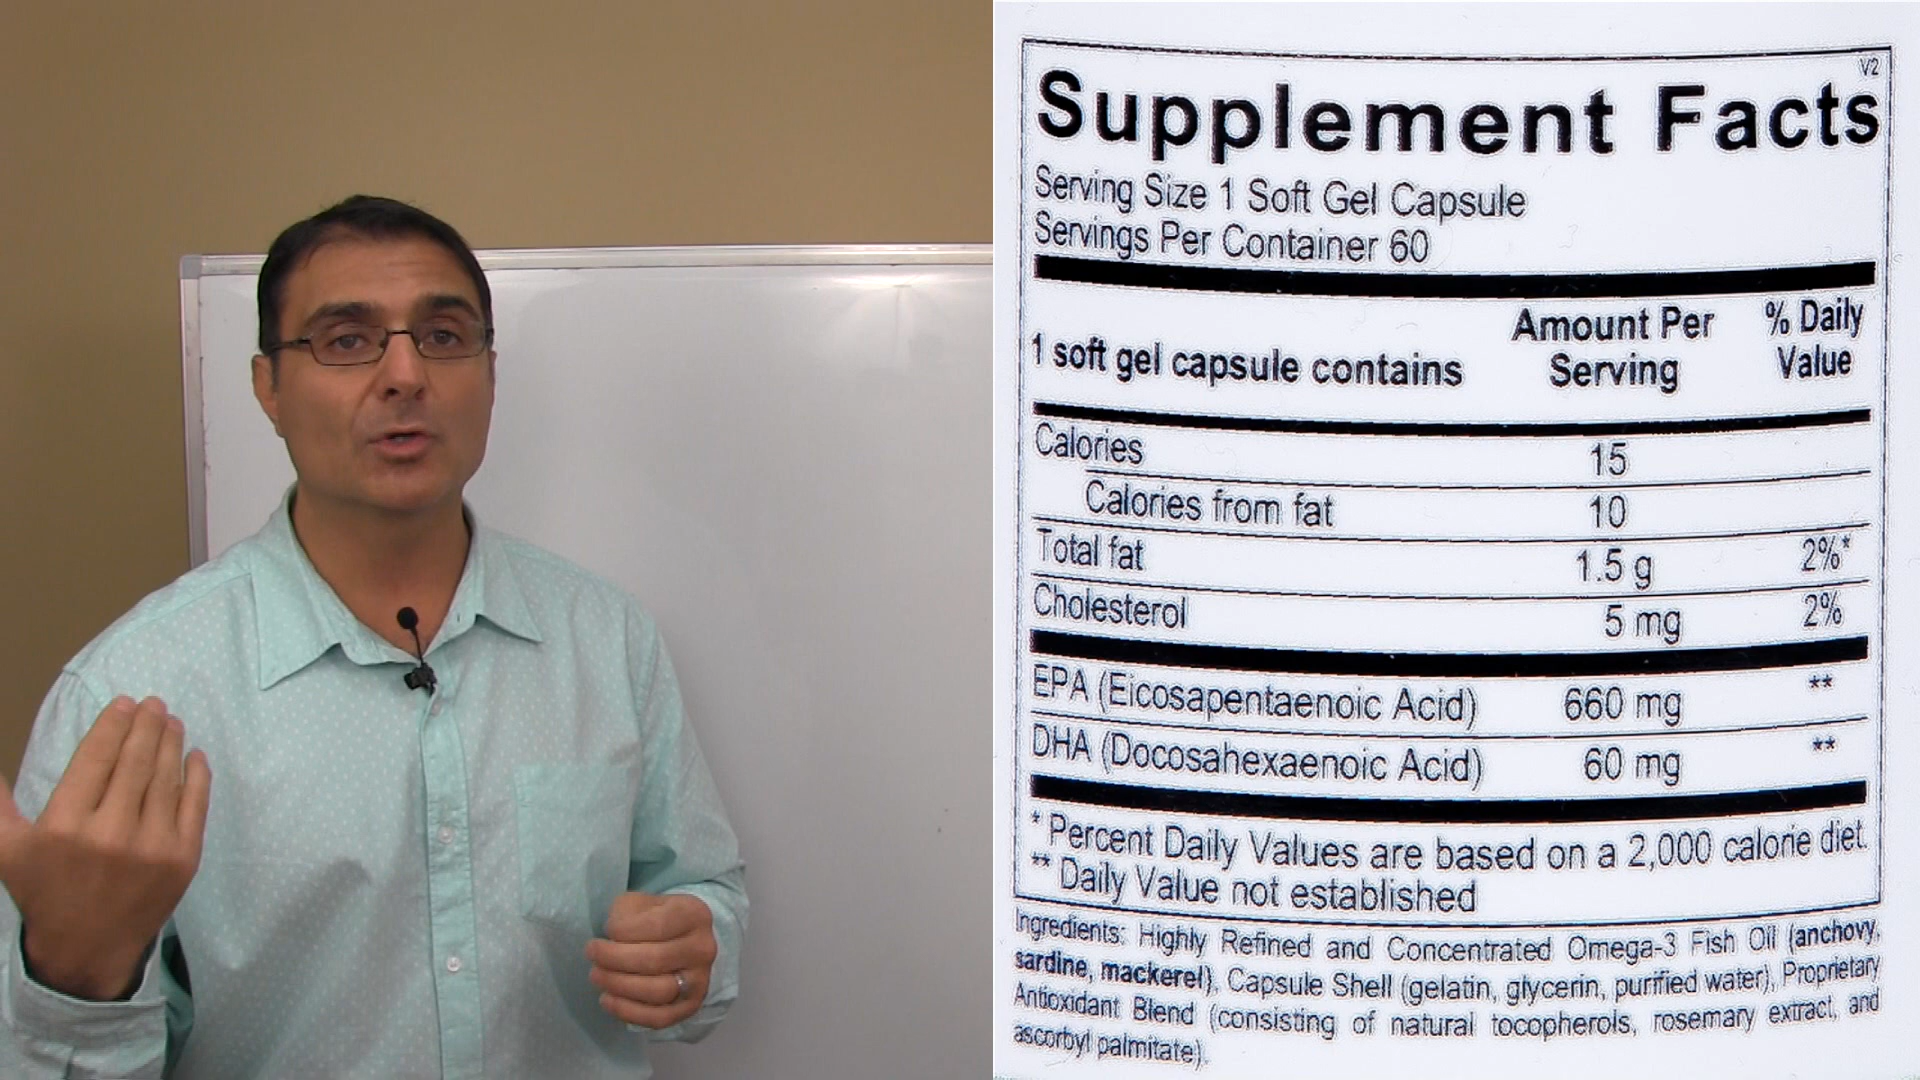 V2
Supplement Facts
Serving Size 1 Soft Gel Capsule
Servings Per Container 60
1 soft gel capsule contains Amount Per Serving % Daily Value
Calories 15
Calories from fat 10
Total fat 1.5 g 2%*
Cholesterol 5 mg 2%
EPA (Eicosapentaenoic Acid) 660 mg **
DHA (Docosahexaenoic Acid) 60 mg **
* Percent Daily Values are based on a 2,000 calorie diet.
** Daily Value not established
Ingredients: Highly Refined and Concentrated Omega-3 Fish Oil (anchovy,
sardine, mackerel), Capsule Shell (gelatin, glycerin, purified water), Proprietary
Antioxidant Blend (consisting of natural tocopherols, rosemary extract, and
ascorbyl palmitate).